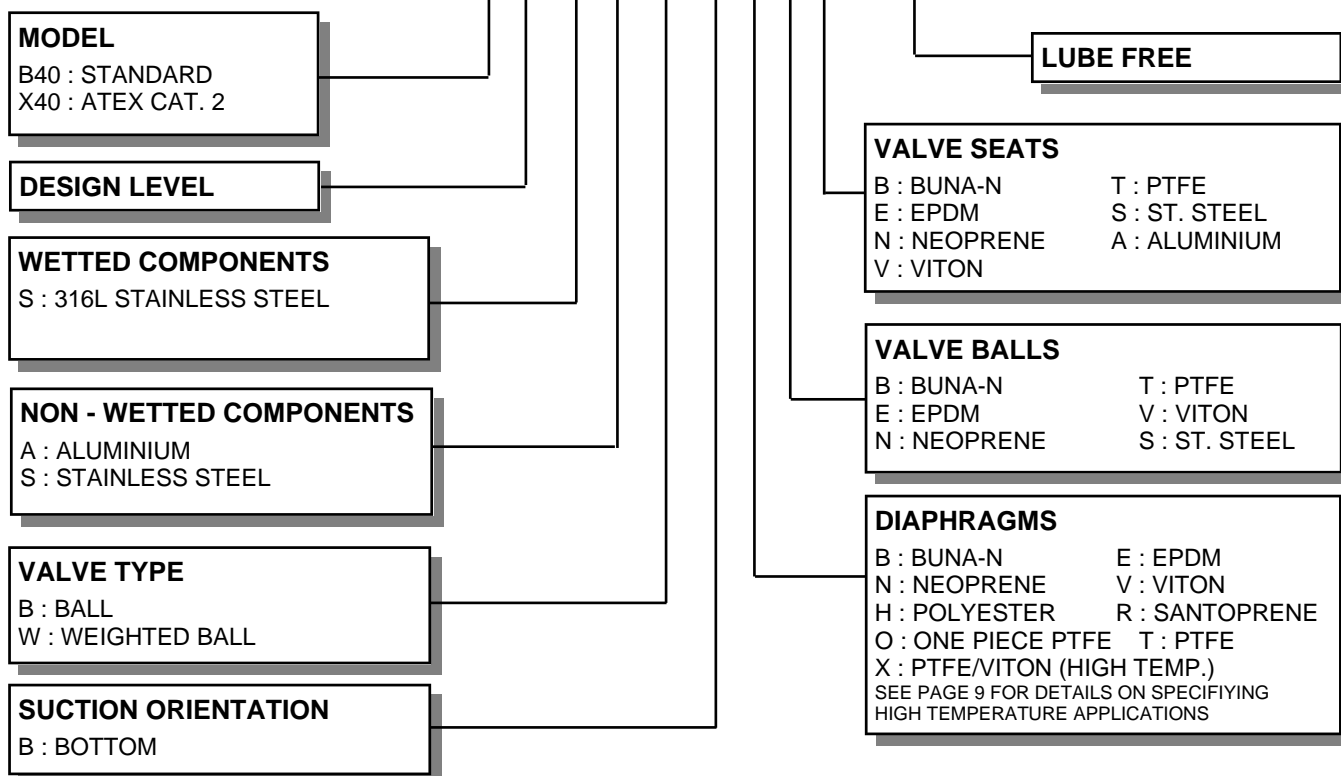 MODEL
B40 : STANDARD
X40 : ATEX CAT. 2
DESIGN LEVEL
WETTED COMPONENTS
S : 316L STAINLESS STEEL
NON - WETTED COMPONENTS
A : ALUMINIUM
S : STAINLESS STEEL
VALVE TYPE
B : BALL
W : WEIGHTED BALL
SUCTION ORIENTATION
B : BOTTOM
LUBE FREE
VALVE SEATS
B : BUNA-N T : PTFE
E : EPDM S : ST. STEEL
N : NEOPRENE A : ALUMINIUM
V : VITON
VALVE BALLS
B : BUNA-N T : PTFE
E : EPDM V : VITON
N : NEOPRENE S : ST. STEEL
DIAPHRAGMS
B : BUNA-N E : EPDM
N : NEOPRENE V : VITON
H : POLYESTER R : SANTOPRENE
O : ONE PIECE PTFE T : PTFE
X : PTFE/VITON (HIGH TEMP.)
SEE PAGE 9 FOR DETAILS ON SPECIFIYING
HIGH TEMPERATURE APPLICATIONS